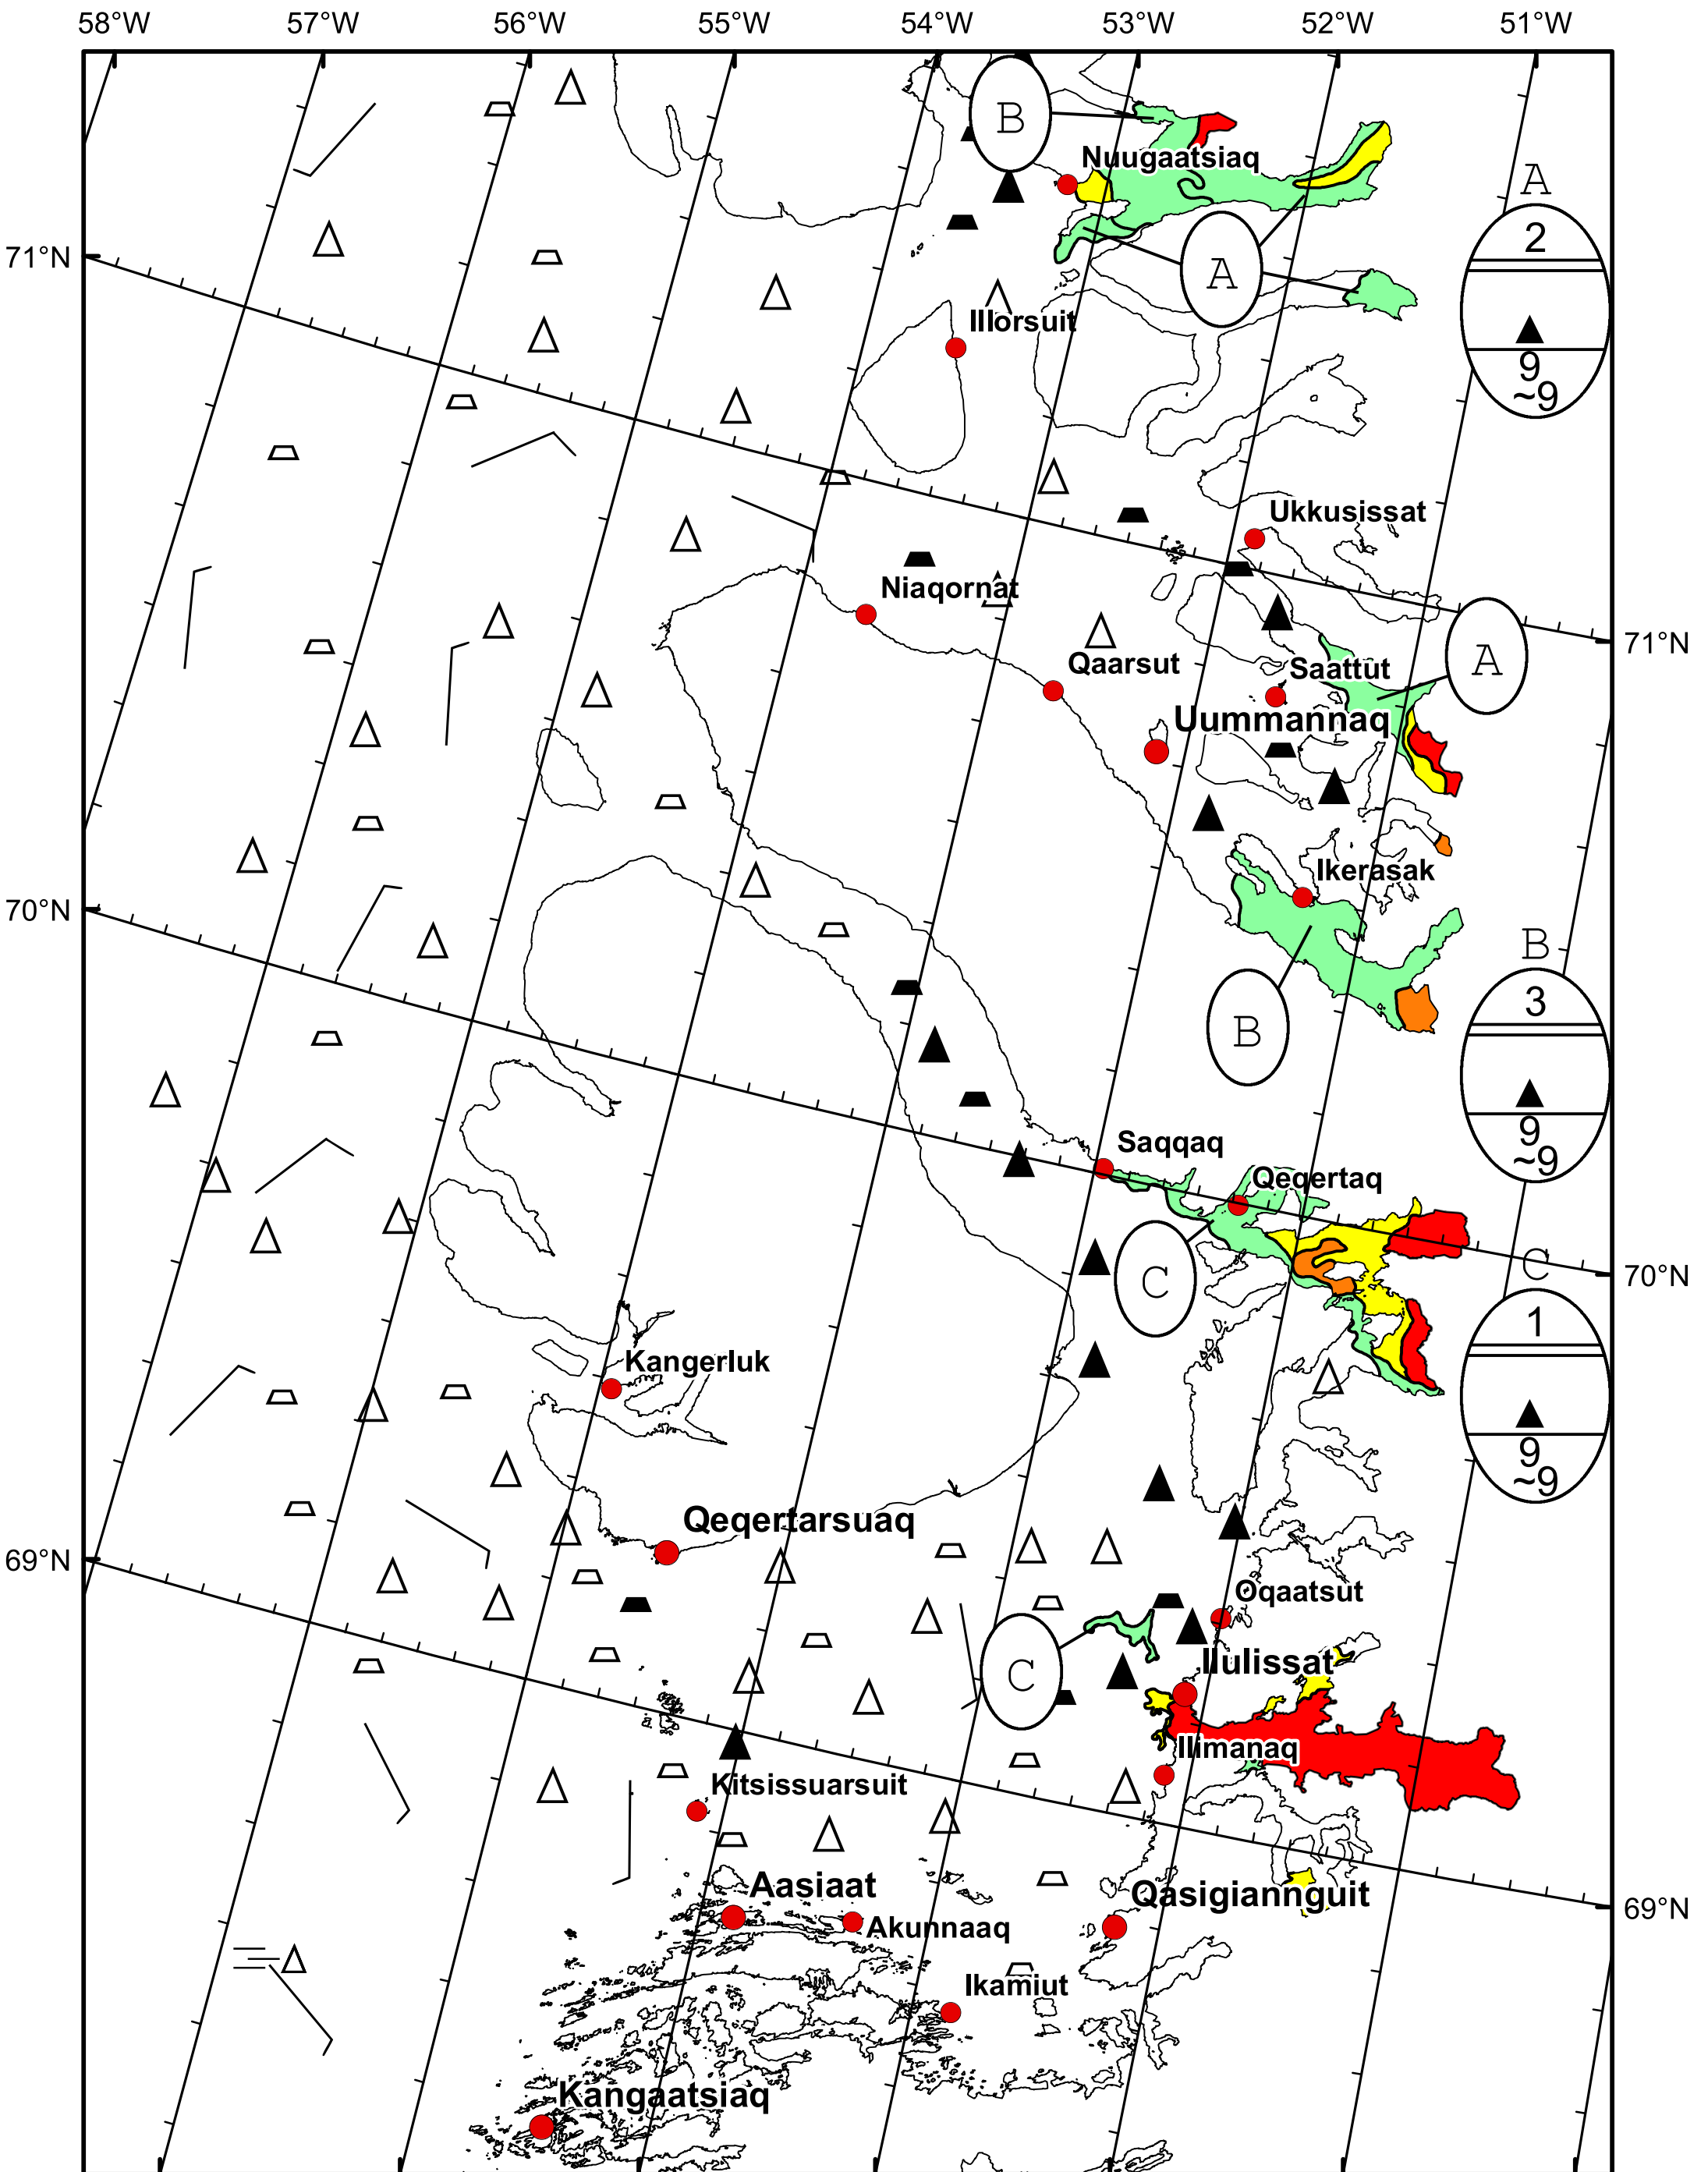 58°W 57°W 56°W 55°W 54°W 53°W 52°W 51°W
B
Nuugaatsiaq
A
2
9
~9
71°N
A
Illorsuit
Ukkusissat
Niaqornat
71°N
A
Qaarsut
Saattut
Uummannaq
Ikerasak
70°N
B
3
9
~9
B
Saqqaq
Qeqertaq
C
70°N
C
1
9
~9
Kangerluk
Qeqertarsuaq
69°N
Oqaatsut
C
Ilulissat
Ilimanaq
Kitsissuarsuit
Aasiaat
Qasigiannguit
69°N
Akunnaaq
Ikamiut
Kangaatsiaq